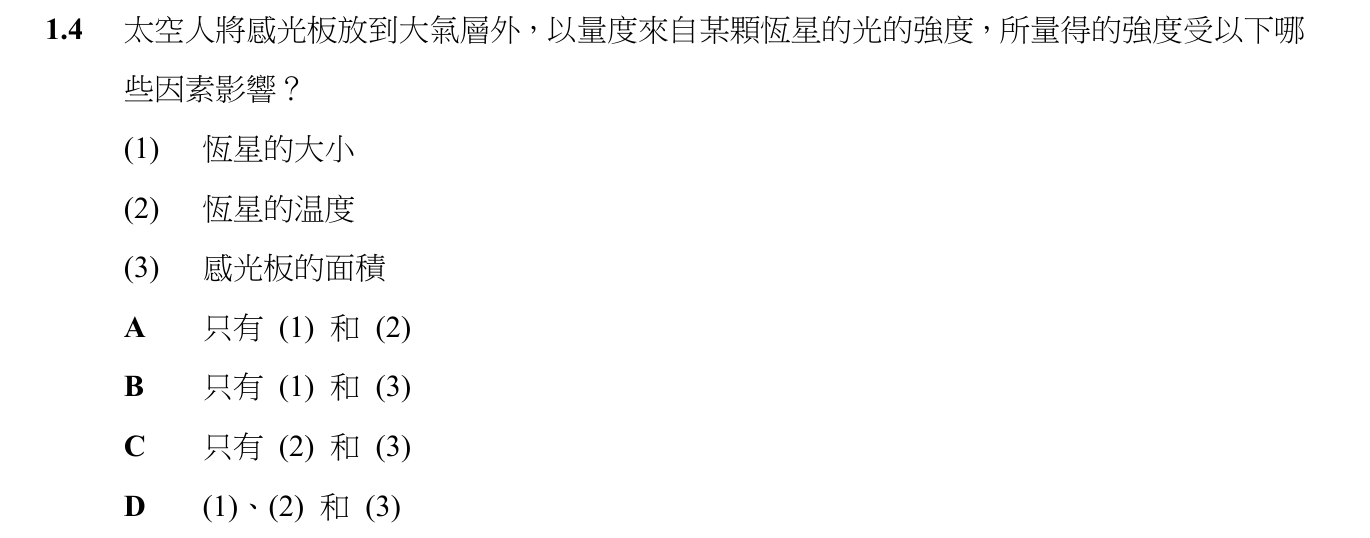 1.4 太空人將感光板放到大氣層外，以量度來自某顆恆星的光的強度，所量得的強度受以下哪
些因素影響？
(1) 恆星的大小
(2) 恆星的温度
(3) 感光板的面積
A 只有 (1) 和 (2)
B 只有 (1) 和 (3)
C 只有 (2) 和 (3)
D (1)、(2) 和 (3)